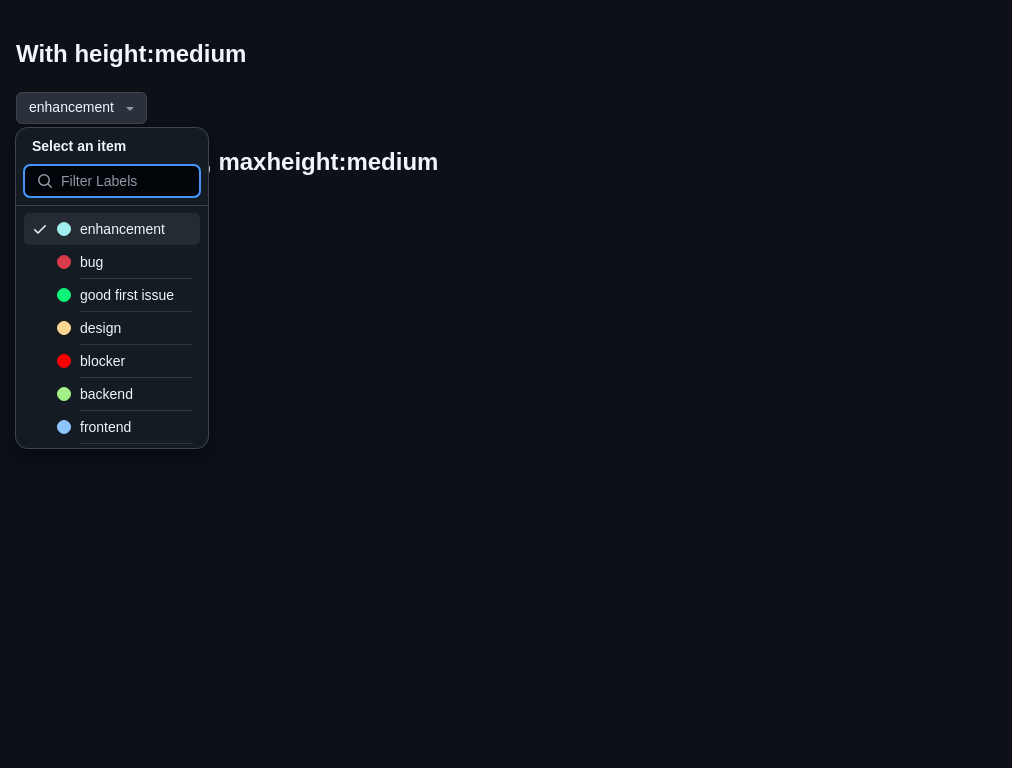 With height:medium
enhancement
Select an item
, maxheight:medium
Filter Labels
enhancement
bug
good first issue
design
blocker
backend
frontend